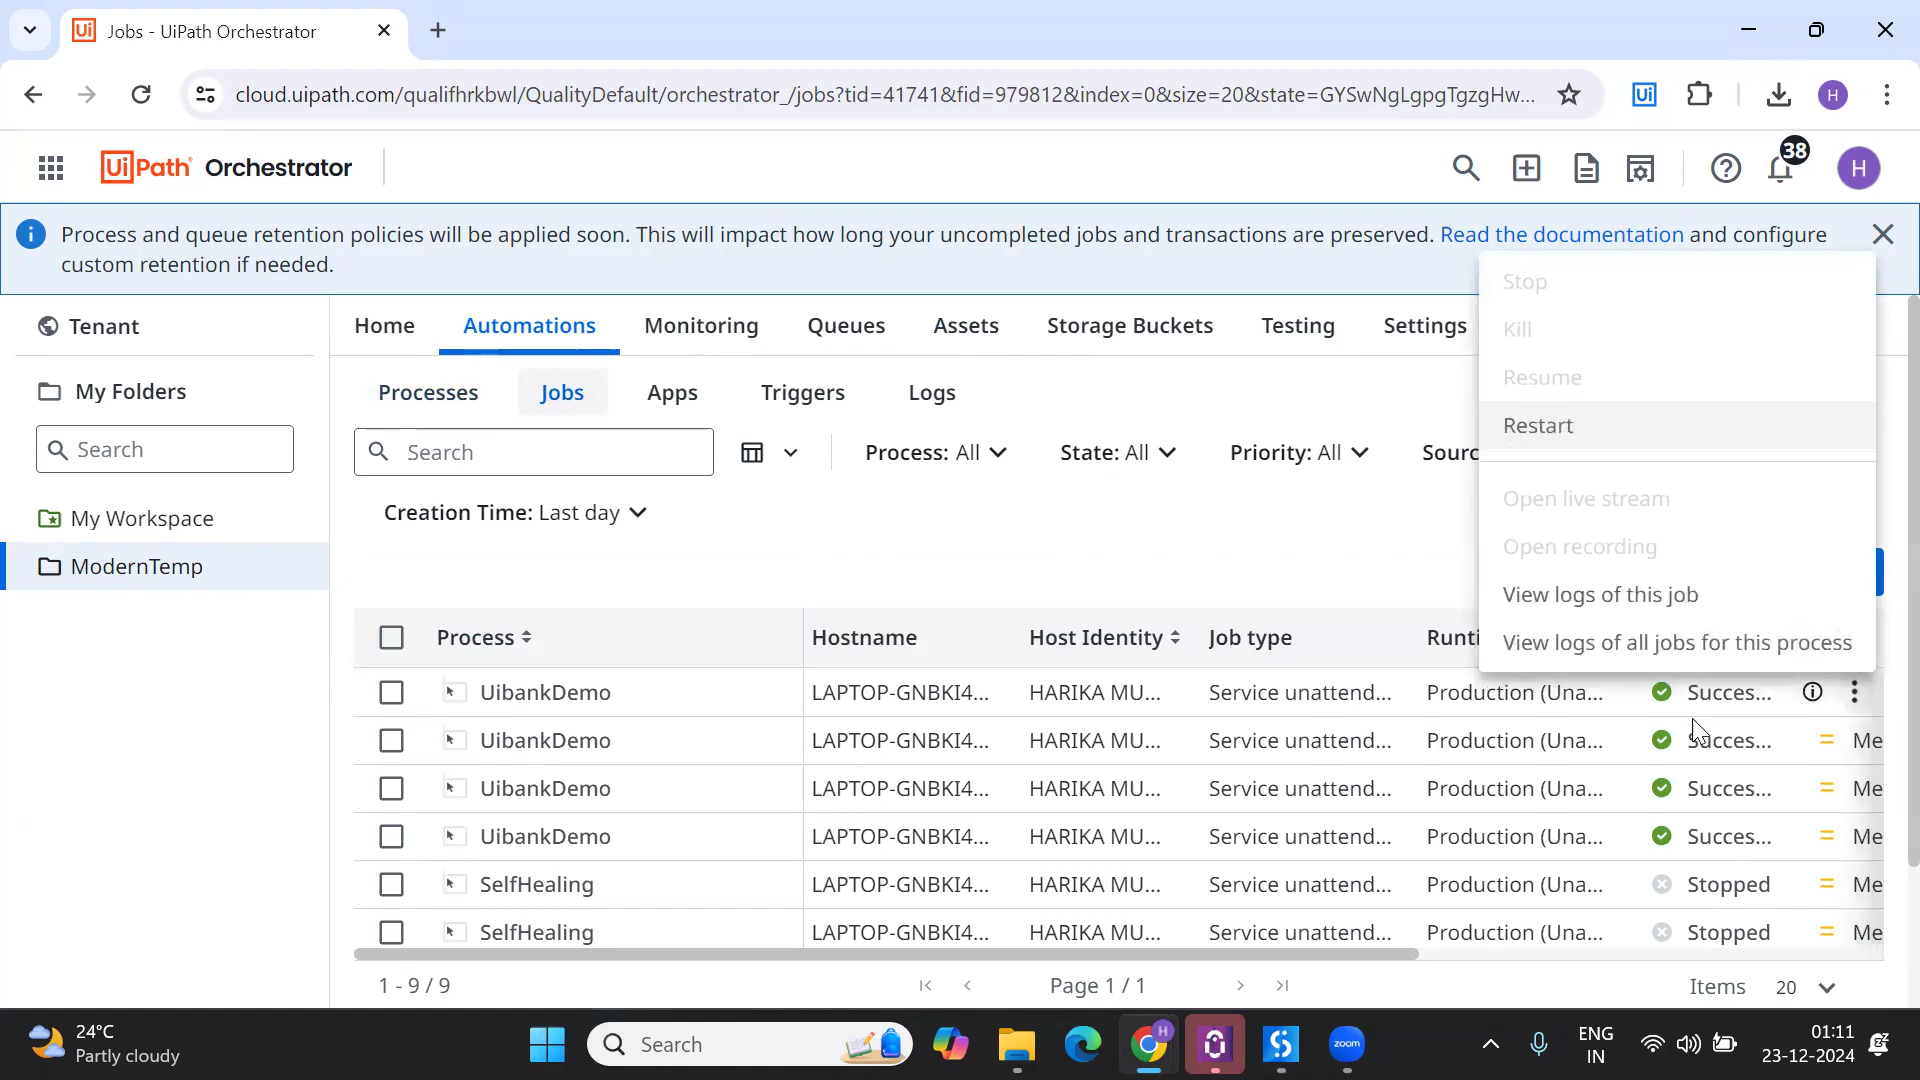 Jobs - UiPath Orchestrator
cloud.uipath.com/qualifhrkbwl/QualityDefault/orchestrator_/jobs?tid=41741&fid=979812&index=0&size=20&state=GYSwNgLgpgTgzgHw...
Ui
H
UiPath Orchestrator
38
H
Process and queue retention policies will be applied soon. This will impact how long your uncompleted jobs and transactions are preserved. Read the documentation and configure
custom retention if needed.
Tenant
My Folders
Search
My Workspace
ModernTemp
Home Automations Monitoring Queues Assets Storage Buckets Testing Settings
Processes Jobs Apps Triggers Logs
Search
Process: All State: All Priority: All Sourc
Creation Time: Last day
Stop
Kill
Resume
Restart
Open live stream
Open recording
View logs of this job
View logs of all jobs for this process
Process Hostname Host Identity Job type Runti
UibankDemo LAPTOP-GNBKI4... HARIKA MU... Service unattend... Production (Una... Succes...
UibankDemo LAPTOP-GNBKI4... HARIKA MU... Service unattend... Production (Una... Succes... Me
UibankDemo LAPTOP-GNBKI4... HARIKA MU... Service unattend... Production (Una... Succes... Me
UibankDemo LAPTOP-GNBKI4... HARIKA MU... Service unattend... Production (Una... Succes... Me
SelfHealing LAPTOP-GNBKI4... HARIKA MU... Service unattend... Production (Una... Stopped Me
SelfHealing LAPTOP-GNBKI4... HARIKA MU... Service unattend... Production (Una... Stopped Me
1 - 9 / 9 Page 1 / 1 Items 20
24°C
Partly cloudy
Search
H
zoom
ENG
IN
01:11
23-12-2024